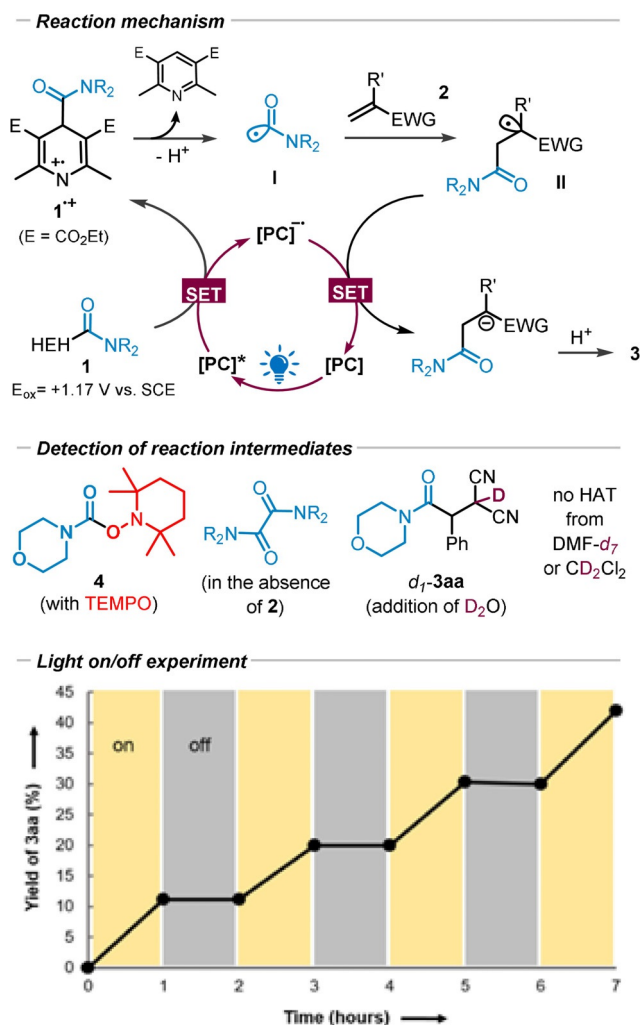 Reaction mechanism
O
NR2
E
E
N
+•
1•+
(E = CO2Et)
E
E
N
- H+
O
NR2
I
R'
EWG
2
R'
EWG
R2N
O
II
[PC]−•
SET
SET
HEH
O
NR2
1
Eox= +1.17 V vs. SCE
[PC]*
[PC]
R'
EWG
−
R2N
O
H+
3
Detection of reaction intermediates
O
N
O
O
N
4
(with TEMPO)
O
NR2
R2N
O
(in the absence
of 2)
O
N
O
CN
D
CN
Ph
d1-3aa
(addition of D2O)
no HAT
from
DMF-d7
or CD2Cl2
Light on/off experiment
Yield of 3aa (%)
45
40
35
30
25
20
15
10
5
0
on
off
0 1 2 3 4 5 6 7
Time (hours)